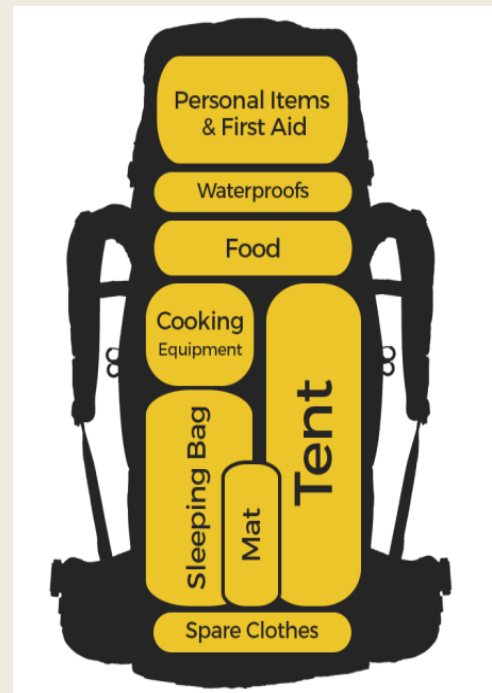 Personal Items
& First Aid
Waterproofs
Food
Cooking
Equipment
Tent
Sleeping Bag
Mat
Spare Clothes